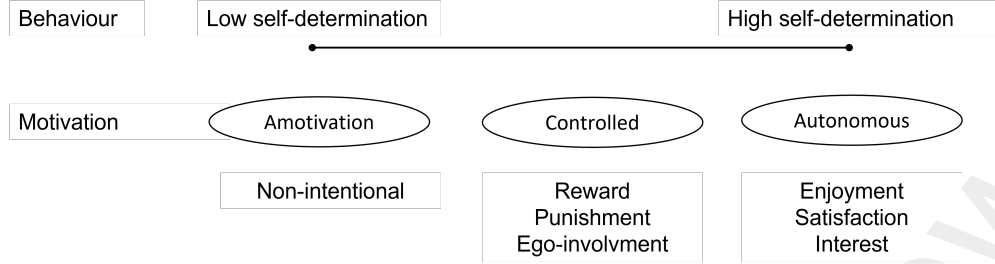 Behaviour Low self-determination High self-determination
Motivation Amotivation Controlled Autonomous
Non-intentional Reward Enjoyment
Punishment Satisfaction
Ego-involvment Interest